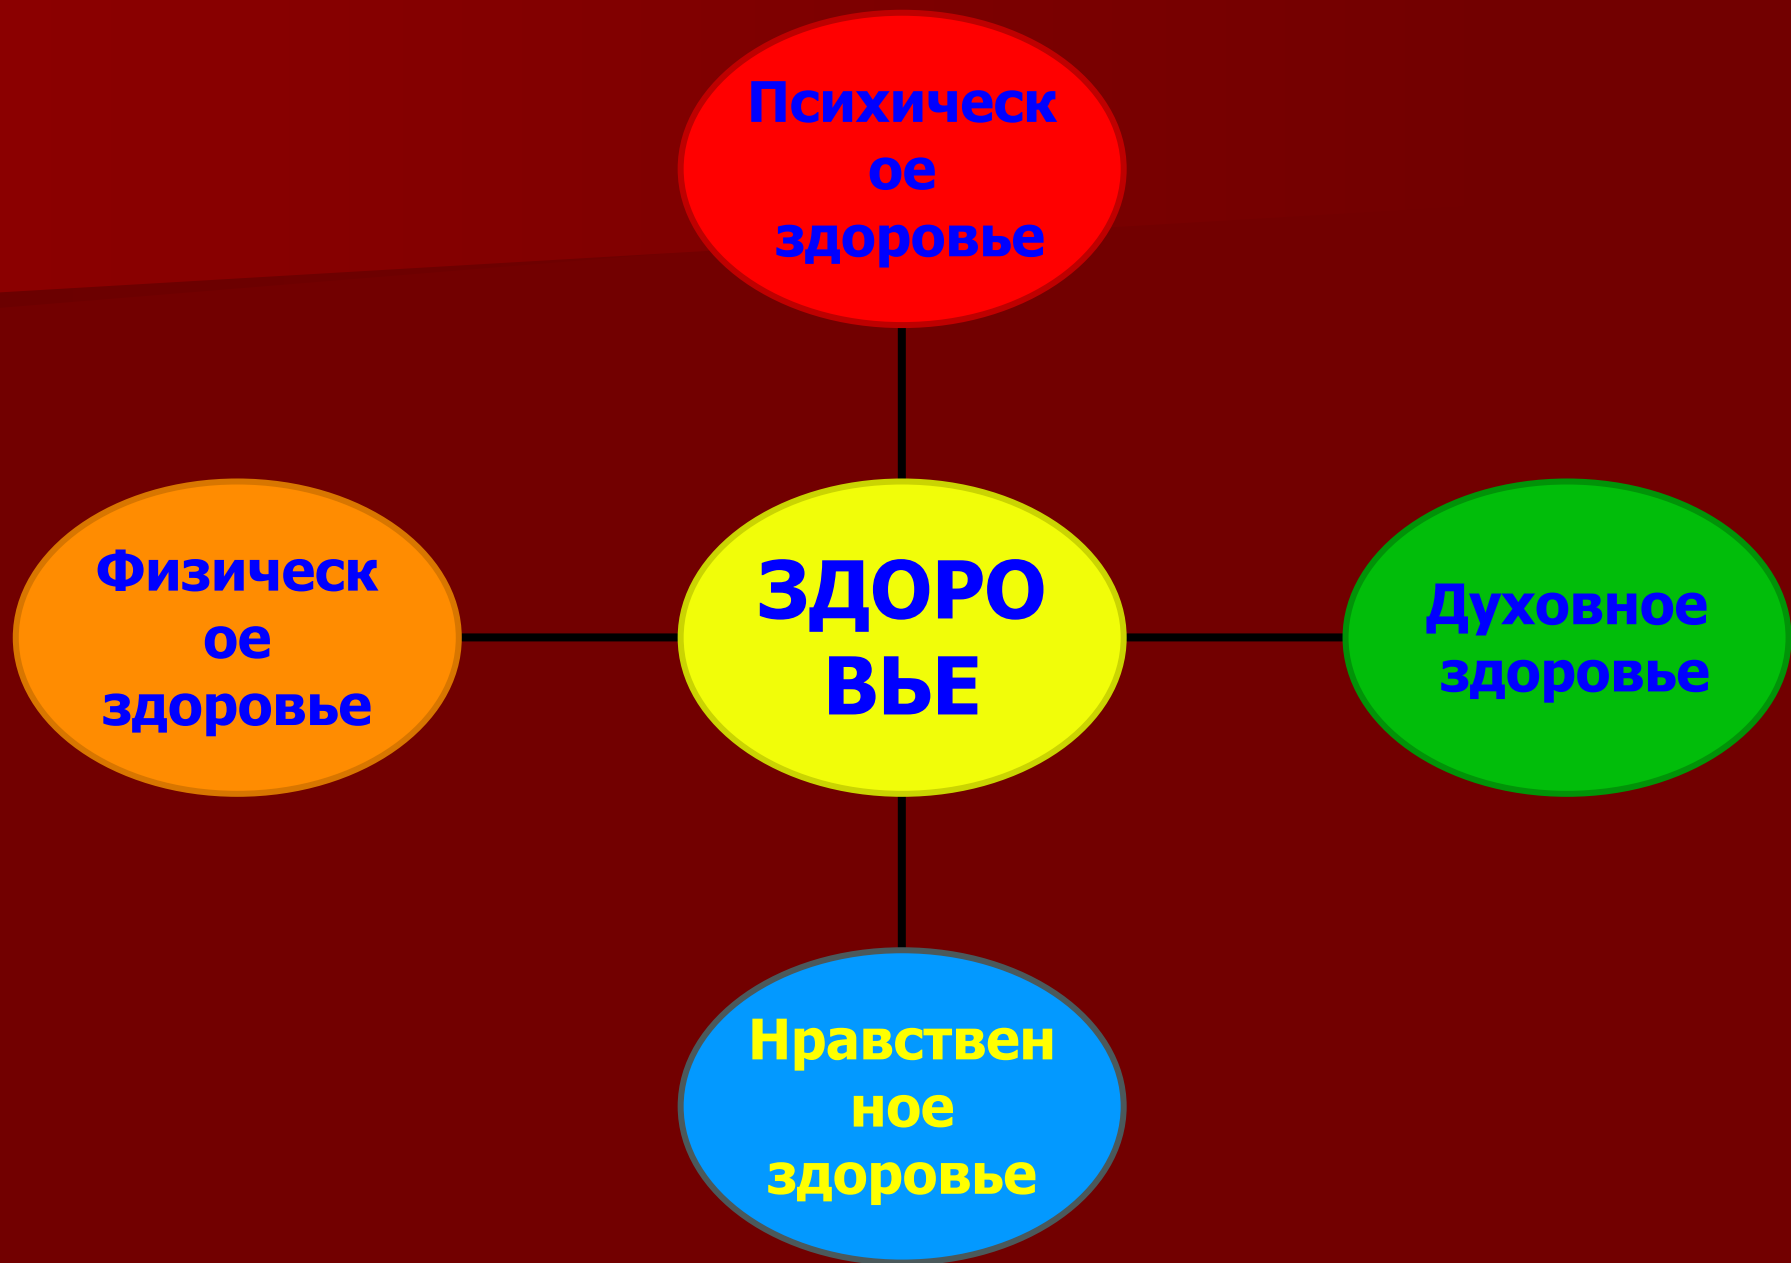 Психическ
ое
здоровье
Физическ
ое
здоровье
ЗДОРО
ВЬЕ
Духовное
здоровье
Нравствен
ное
здоровье